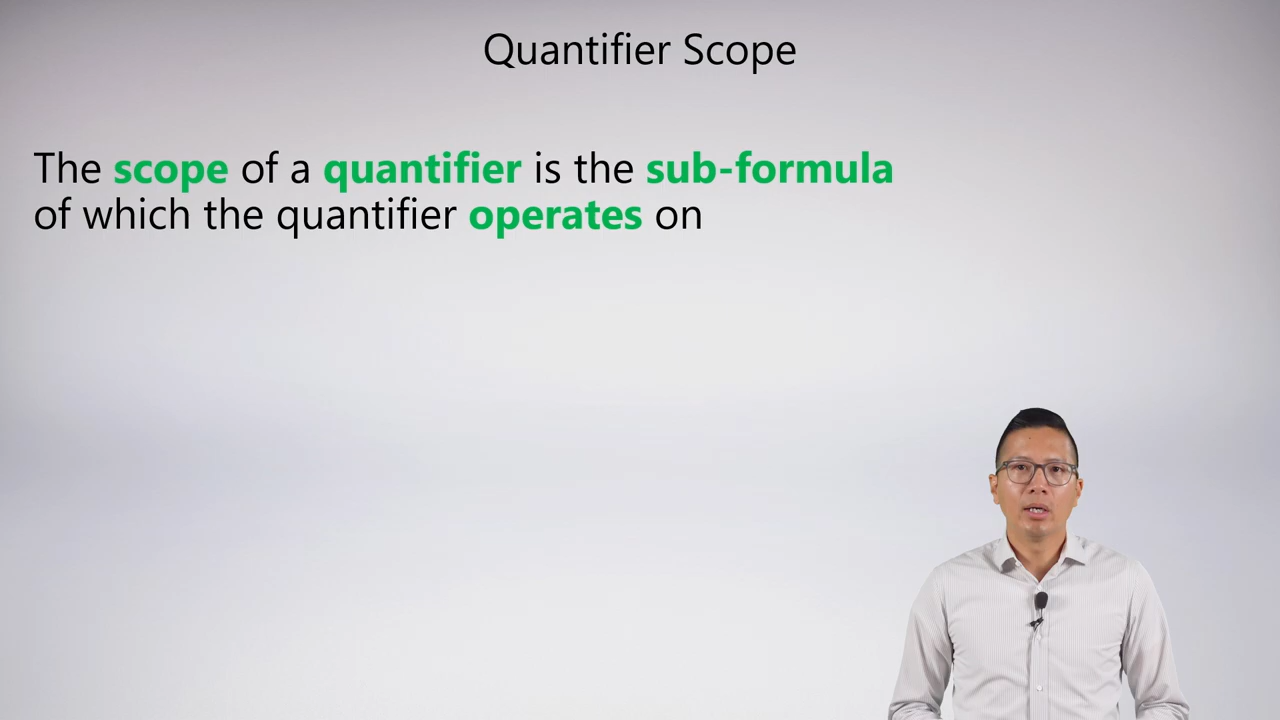 Quantifier Scope
The scope of a quantifier is the sub-formula
of which the quantifier operates on